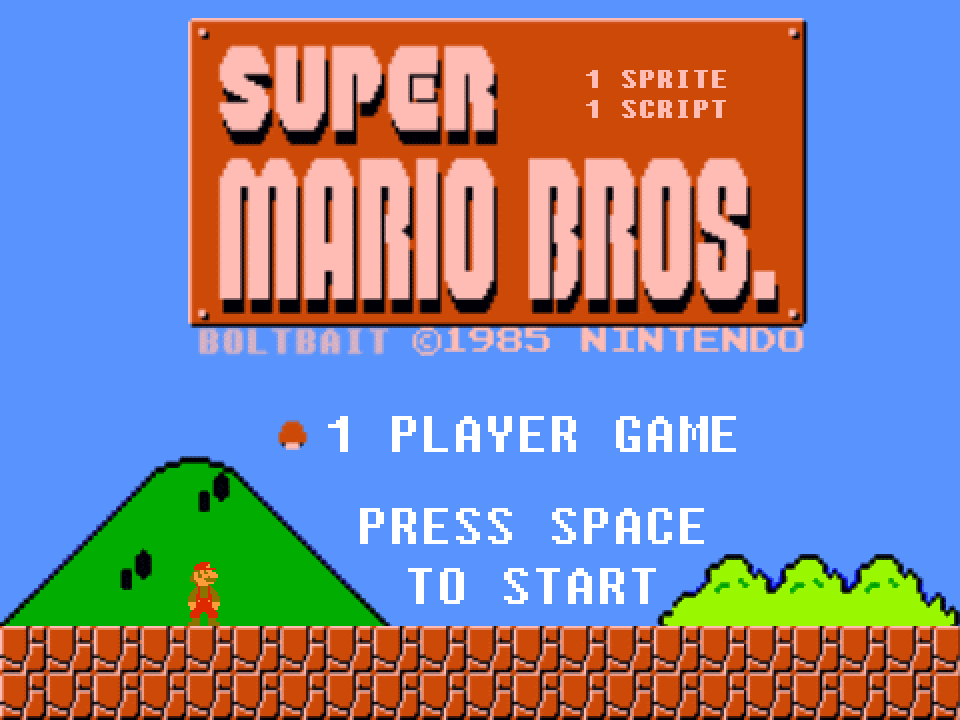 SUPER
1 SPRITE
1 SCRIPT
MARIO BROS.
BOLTBAIT ©1985 NINTENDO
1 PLAYER GAME
PRESS SPACE
TO START